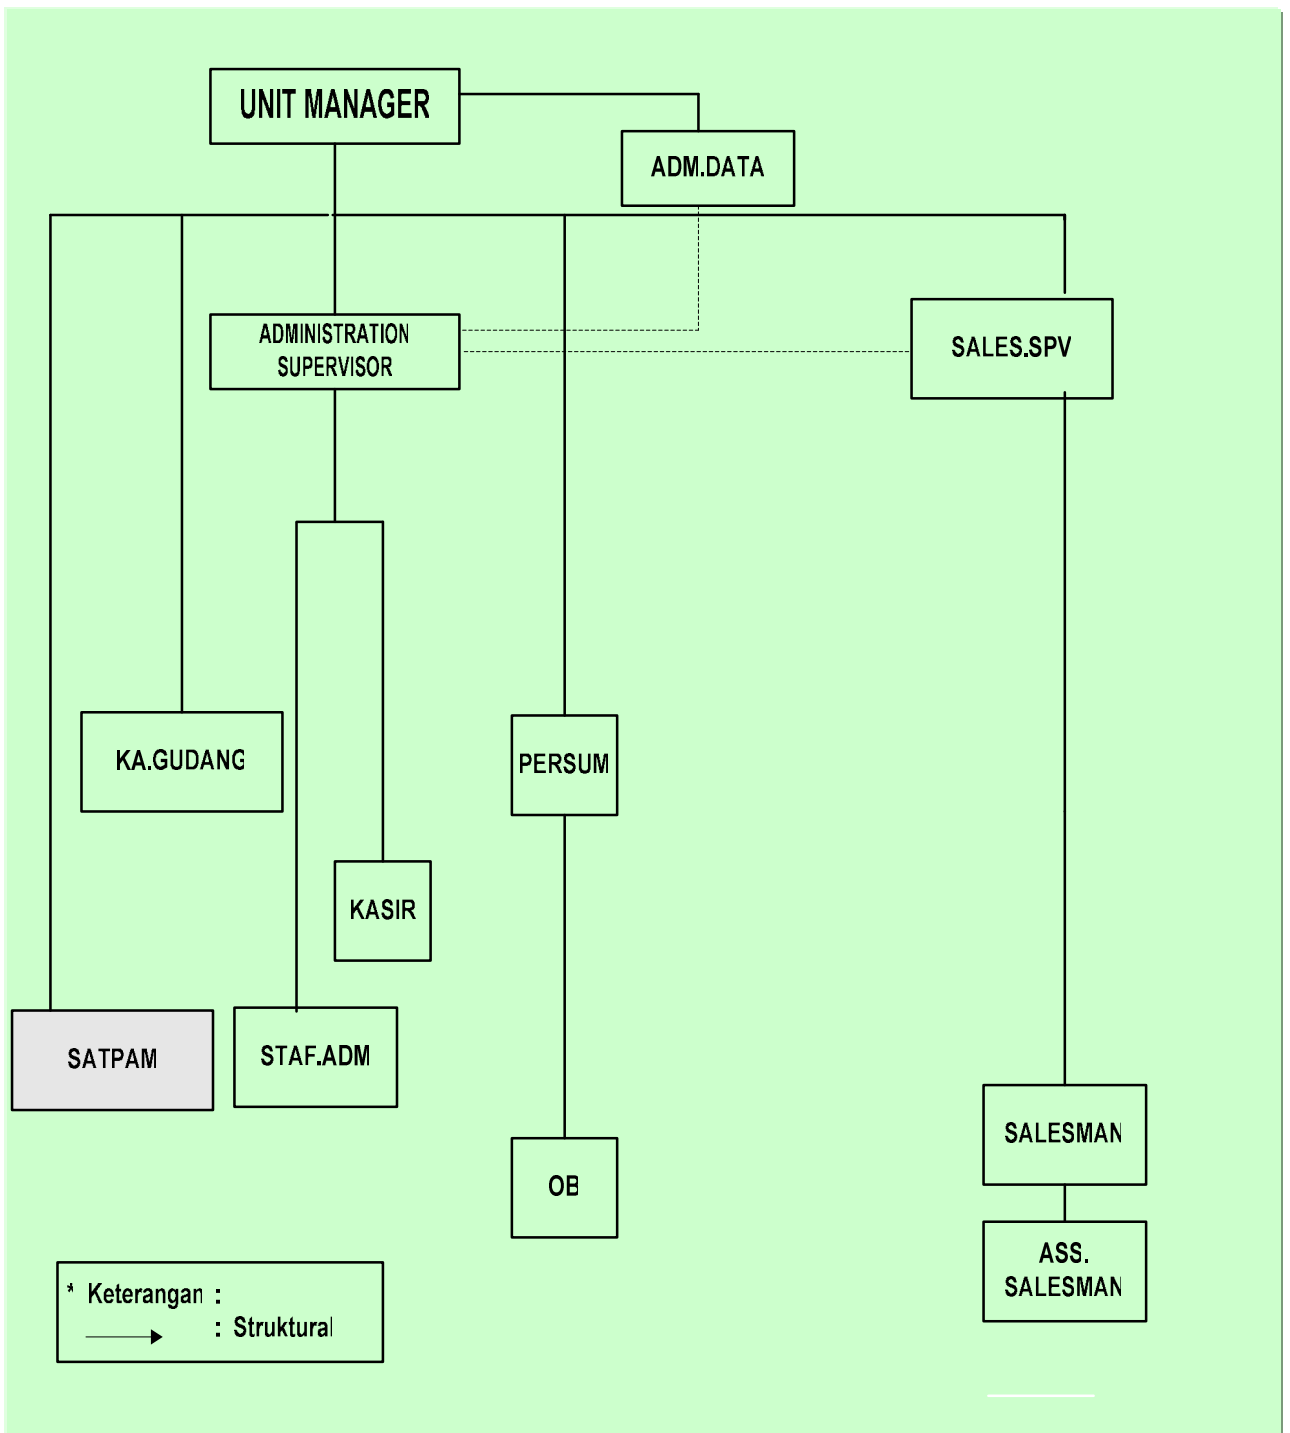 UNIT MANAGER
ADM.DATA
ADMINISTRATION
SUPERVISOR
SALES.SPV
KA.GUDANG
PERSUM
KASIR
SATPAM
STAF.ADM
SALESMAN
OB
ASS.
SALESMAN
* Keterangan :
: Struktural